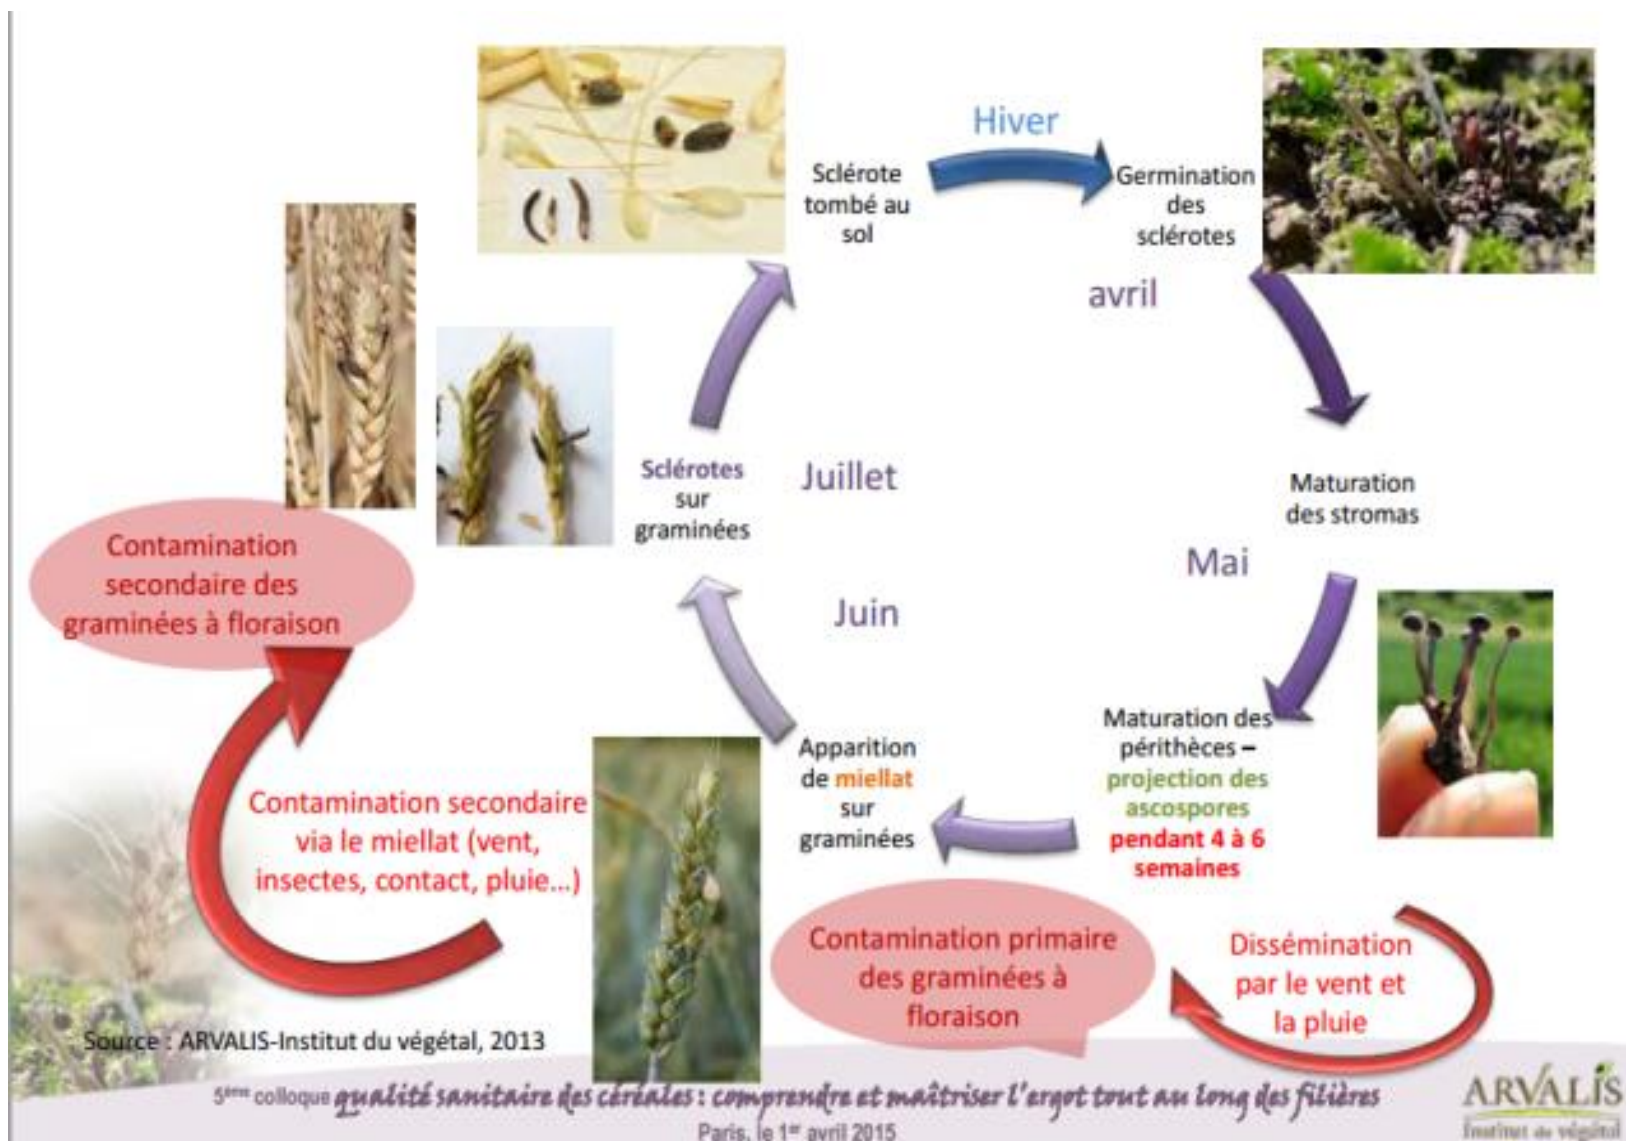 Hiver
Sclérote
tombé au
sol
Germination
des
sclérotes
avril
Maturation
des stromas
Mai
Maturation des
périthèces –
projection des
ascospores
pendant 4 à 6
semaines
Dissémination
par le vent et
la pluie
Contamination primaire
des graminées à
floraison
Apparition
de miellat
sur
graminées
Juin
Juillet
Sclérotes
sur
graminées
Contamination secondaire
via le miellat (vent,
insectes, contact, pluie...)
Contamination
secondaire des
graminées à floraison
Source : ARVALIS-Institut du végétal, 2013
5ème colloque qualité sanitaire des céréales : comprendre et maîtriser l'ergot tout au long des filières
Paris, le 1er avril 2015
ARVALIS
Institut du végétal